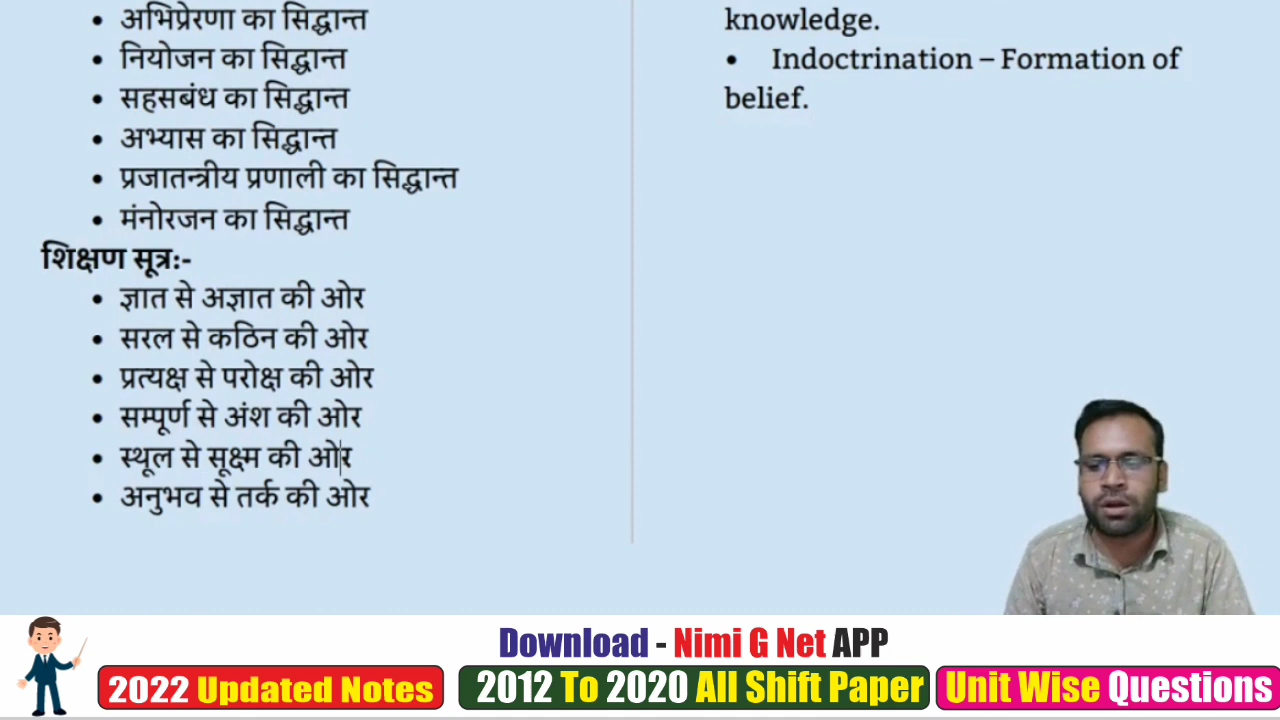 • अभिप्रेरणा का सिद्धान्त
• नियोजन का सिद्धान्त
• सहसबंध का सिद्धान्त
• अभ्यास का सिद्धान्त
• प्रजातन्त्रीय प्रणाली का सिद्धान्त
• मंनोरजन का सिद्धान्त
शिक्षण सूत्र:-
• ज्ञात से अज्ञात की ओर
• सरल से कठिन की ओर
• प्रत्यक्ष से परोक्ष की ओर
• सम्पूर्ण से अंश की ओर
• स्थूल से सूक्ष्म की ओर
• अनुभव से तर्क की ओर
knowledge.
• Indoctrination – Formation of
belief.
Download - Nimi G Net APP
2022 Updated Notes
2012 To 2020 All Shift Paper
Unit Wise Questions